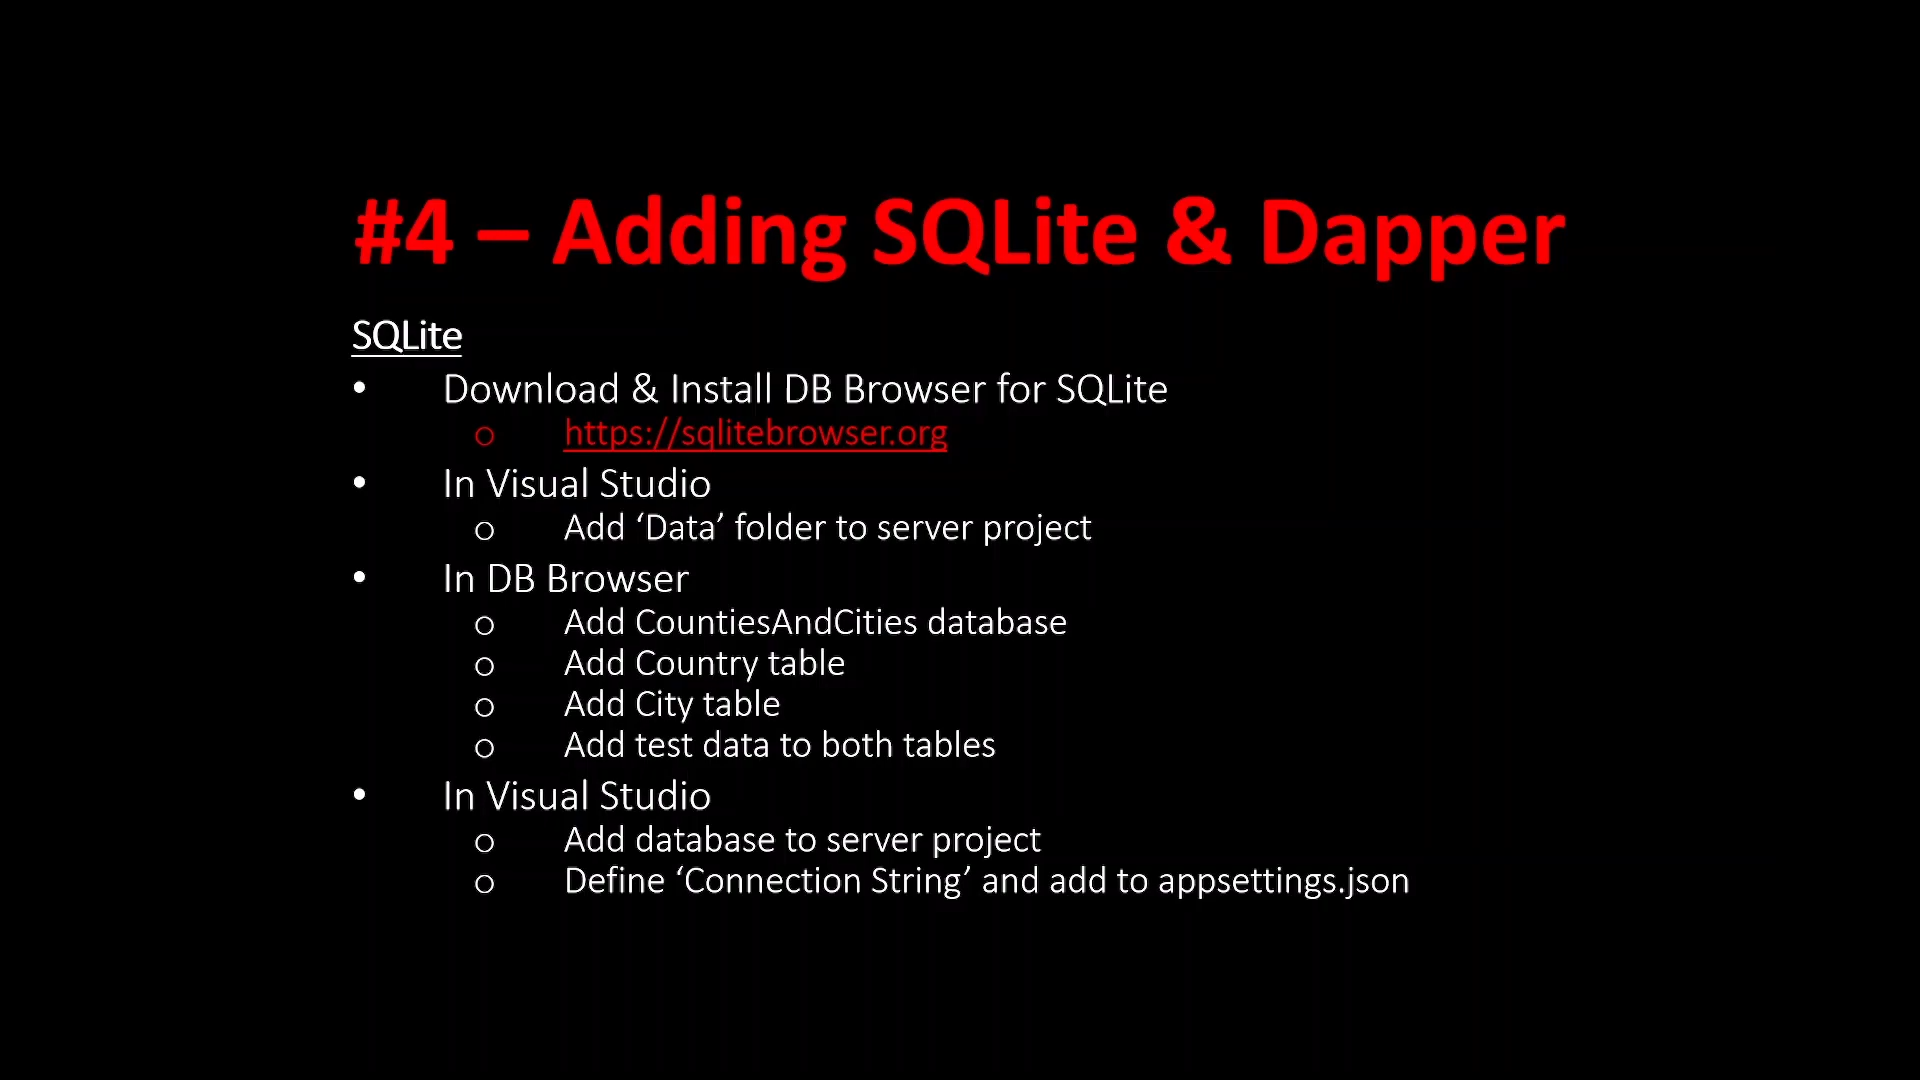 #4 – Adding SQLite & Dapper
SQLite
• Download & Install DB Browser for SQLite
o https://sqlitebrowser.org
• In Visual Studio
o Add ‘Data’ folder to server project
• In DB Browser
o Add CountiesAndCities database
o Add Country table
o Add City table
o Add test data to both tables
• In Visual Studio
o Add database to server project
o Define ‘Connection String’ and add to appsettings.json